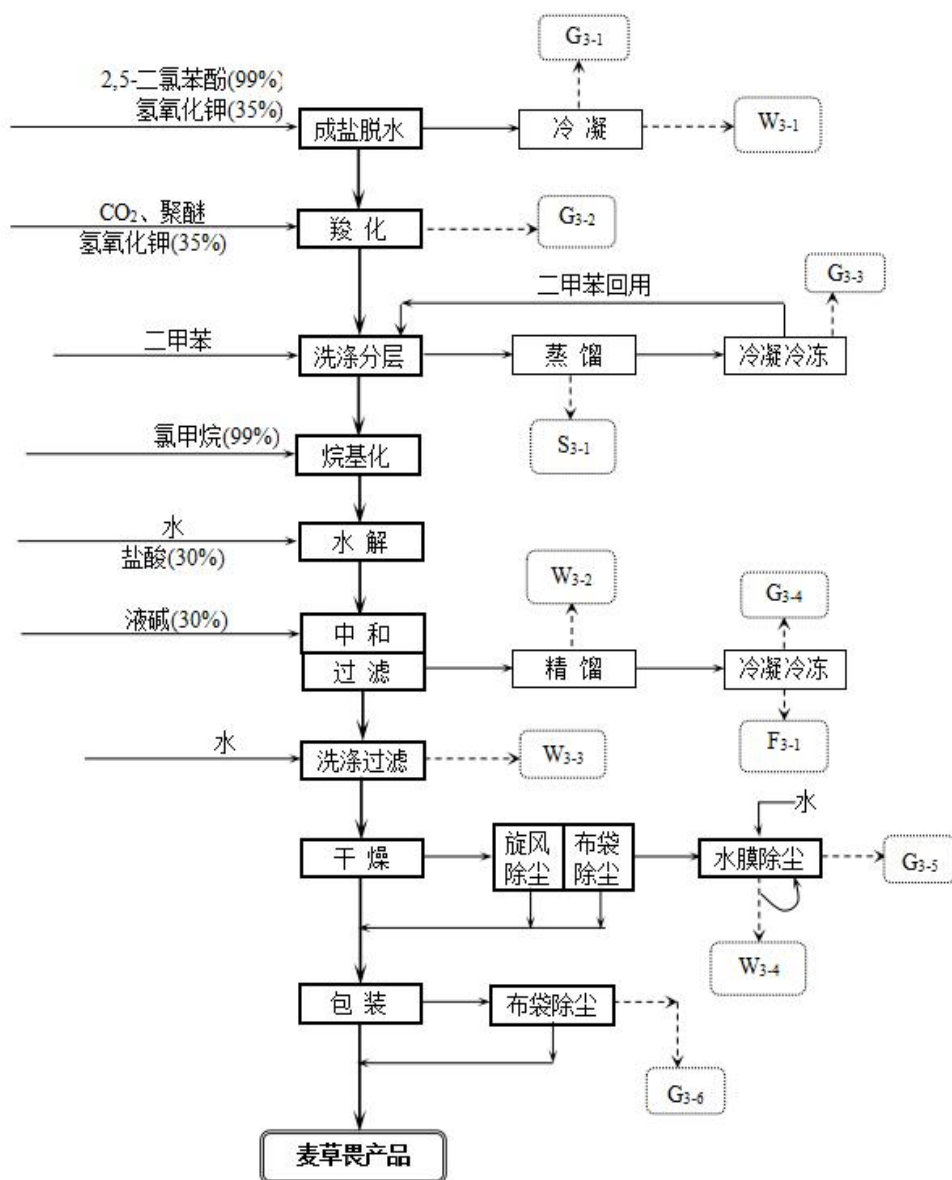 G3-1
2,5-二氯苯酚(99%)
氢氧化钾(35%)
成盐脱水
冷凝
W3-1
CO2、聚醚
氢氧化钾(35%)
羧化
G3-2
G3-3
二甲苯回用
二甲苯
洗涤分层
蒸馏
冷凝冷冻
S3-1
氯甲烷(99%)
烷基化
水
盐酸(30%)
水解
W3-2
G3-4
液碱(30%)
中和
过滤
精馏
冷凝冷冻
F3-1
水
洗涤过滤
W3-3
水
干燥
旋风
除尘
布袋
除尘
水膜除尘
G3-5
W3-4
包装
布袋除尘
G3-6
麦草畏产品